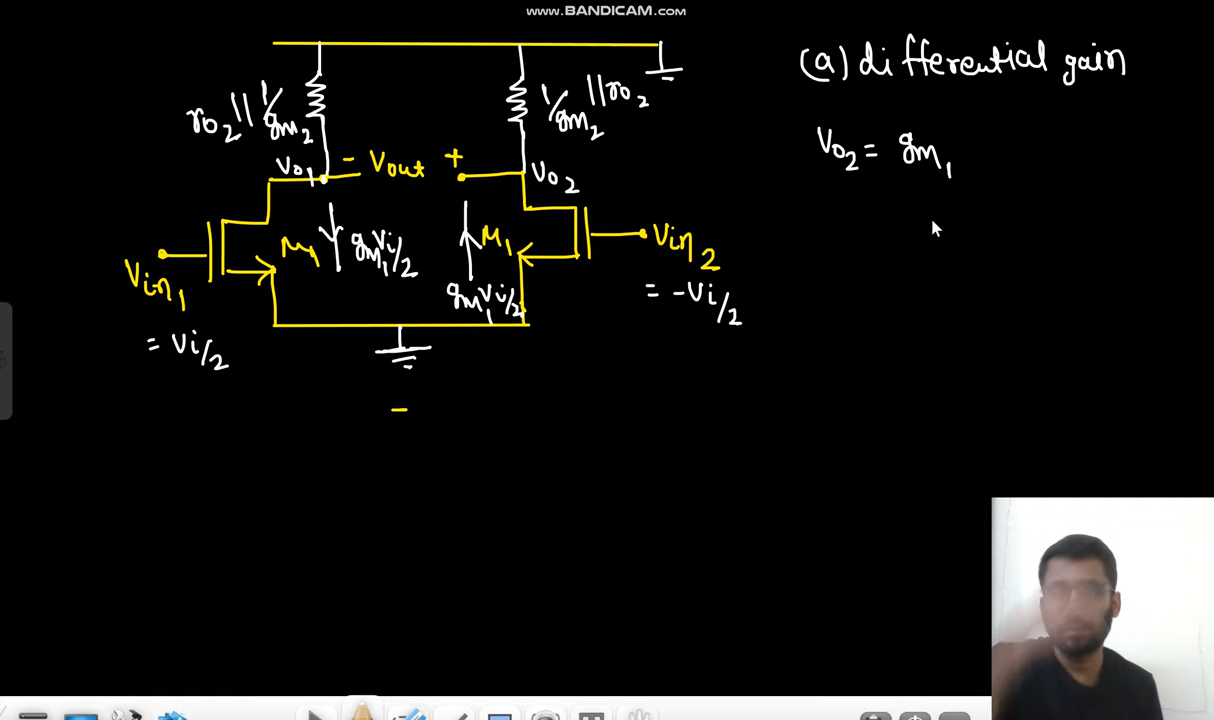 www.BANDICAM.com
(a) differential gain
ro2 || 1/gm2
1/gm2 || ro2
Vo2 = gm1
Vo1
- Vout +
Vo2
M1
gm1Vi/2
M1
Vin2
= -Vi/2
Vin1
= Vi/2
gm1Vi/2
-